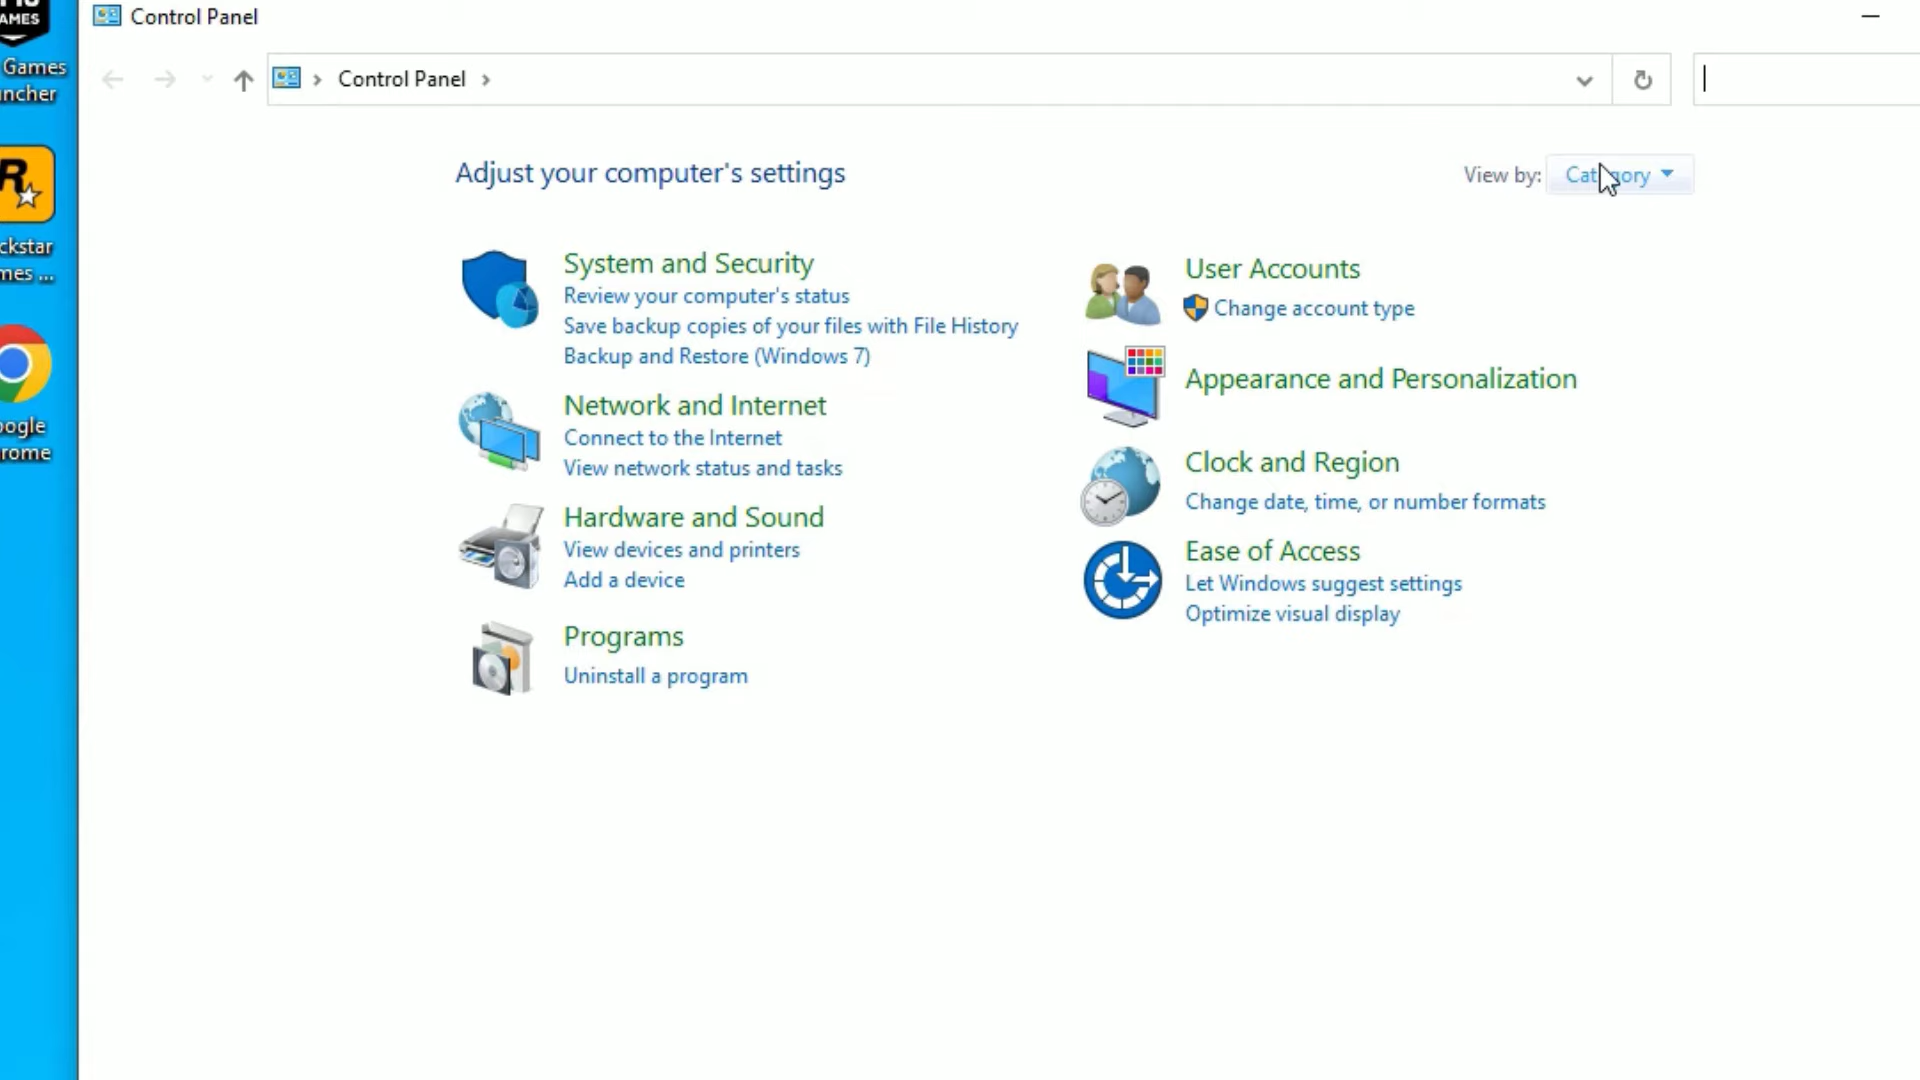 Control Panel
AMES
Games
ncher
Control Panel
Adjust your computer's settings
View by:
Category
R
ckstar
mes ...
oogle
rome
System and Security
Review your computer's status
Save backup copies of your files with File History
Backup and Restore (Windows 7)
Network and Internet
Connect to the Internet
View network status and tasks
Hardware and Sound
View devices and printers
Add a device
Programs
Uninstall a program
User Accounts
Change account type
Appearance and Personalization
Clock and Region
Change date, time, or number formats
Ease of Access
Let Windows suggest settings
Optimize visual display